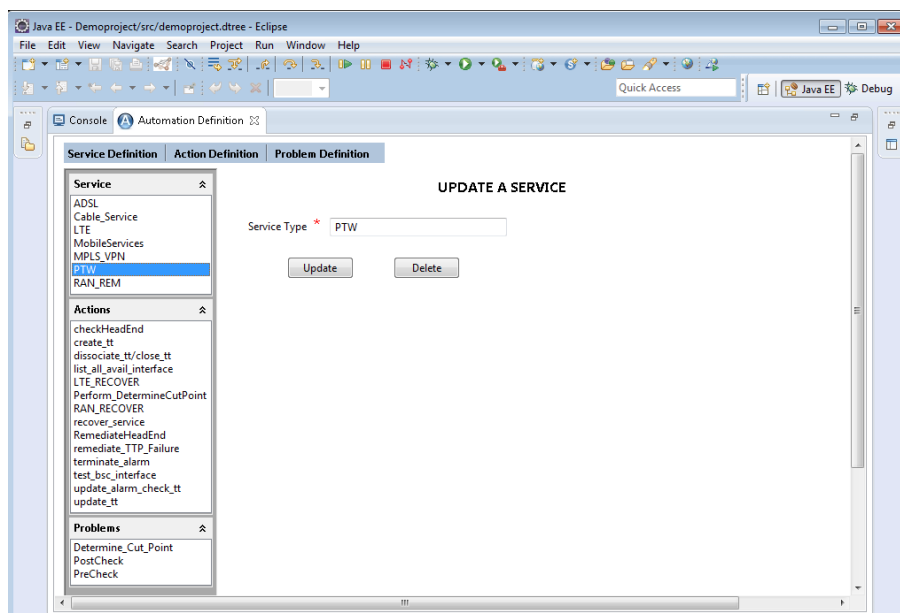 Java EE - Demoproject/src/demoproject.dtree - Eclipse
File Edit View Navigate Search Project Run Window Help
Quick Access
Java EE
Debug
Console
Automation Definition
Service Definition
Action Definition
Problem Definition
Service
ADSL
Cable_Service
LTE
MobileServices
MPLS_VPN
PTW
RAN_REM
Actions
checkHeadEnd
create_tt
dissociate_tt/close_tt
list_all_avail_interface
LTE_RECOVER
Perform_DetermineCutPoint
RAN_RECOVER
recover_service
RemediateHeadEnd
remediate_TTP_Failure
terminate_alarm
test_bsc_interface
update_alarm_check_tt
update_tt
Problems
Determine_Cut_Point
PostCheck
PreCheck
UPDATE A SERVICE
Service Type * PTW
Update
Delete